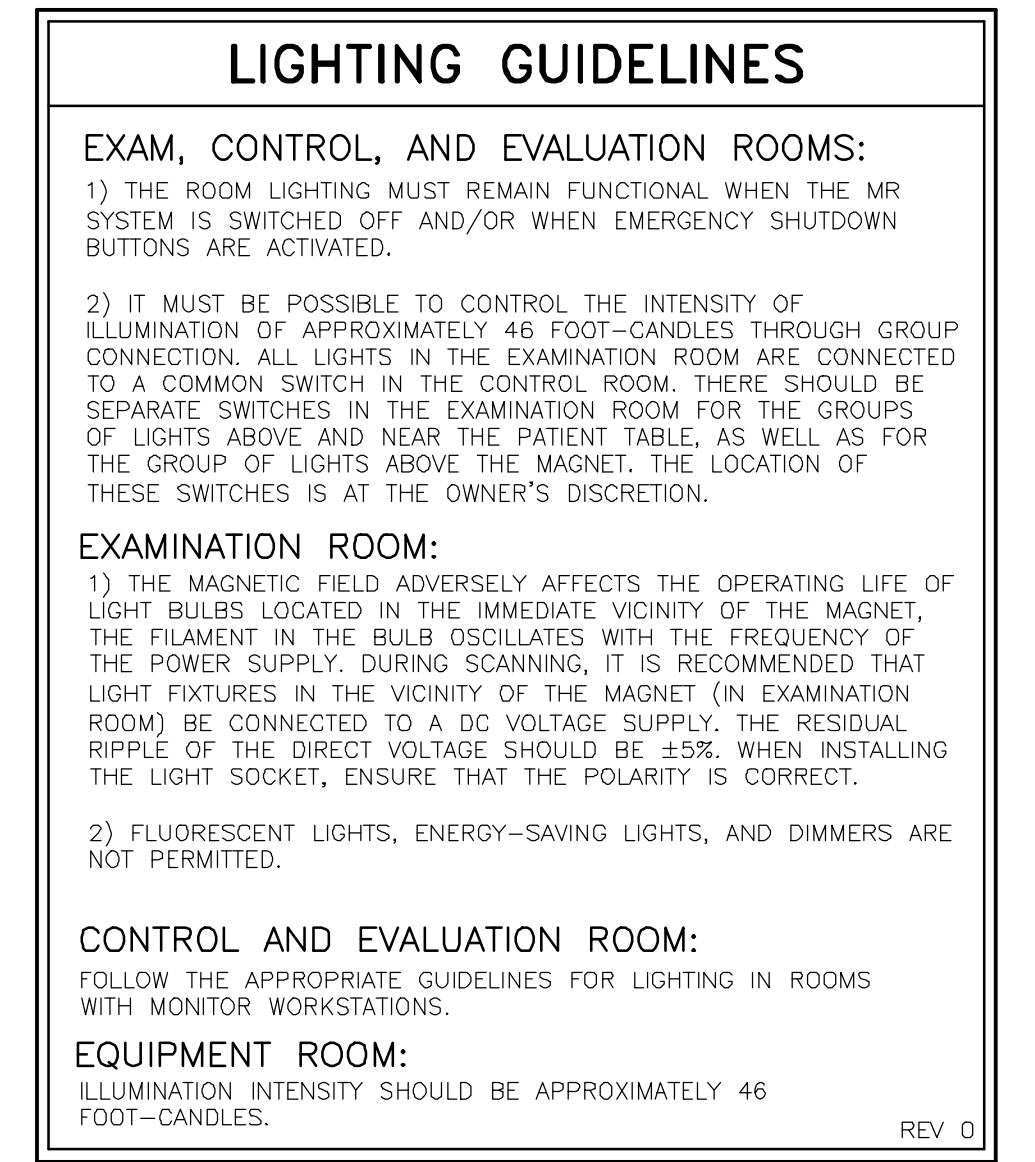 LIGHTING GUIDELINES
EXAM, CONTROL, AND EVALUATION ROOMS:
1) THE ROOM LIGHTING MUST REMAIN FUNCTIONAL WHEN THE MR
SYSTEM IS SWITCHED OFF AND/OR WHEN EMERGENCY SHUTDOWN
BUTTONS ARE ACTIVATED.
2) IT MUST BE POSSIBLE TO CONTROL THE INTENSITY OF
ILLUMINATION OF APPROXIMATELY 46 FOOT-CANDLES THROUGH GROUP
CONNECTION. ALL LIGHTS IN THE EXAMINATION ROOM ARE CONNECTED
TO A COMMON SWITCH IN THE CONTROL ROOM. THERE SHOULD BE
SEPARATE SWITCHES IN THE EXAMINATION ROOM FOR THE GROUPS
OF LIGHTS ABOVE AND NEAR THE PATIENT TABLE, AS WELL AS FOR
THE GROUP OF LIGHTS ABOVE THE MAGNET. THE LOCATION OF
THESE SWITCHES IS AT THE OWNER'S DISCRETION.
EXAMINATION ROOM:
1) THE MAGNETIC FIELD ADVERSELY AFFECTS THE OPERATING LIFE OF
LIGHT BULBS LOCATED IN THE IMMEDIATE VICINITY OF THE MAGNET,
THE FILAMENT IN THE BULB OSCILLATES WITH THE FREQUENCY OF
THE POWER SUPPLY. DURING SCANNING, IT IS RECOMMENDED THAT
LIGHT FIXTURES IN THE VICINITY OF THE MAGNET (IN EXAMINATION
ROOM) BE CONNECTED TO A DC VOLTAGE SUPPLY. THE RESIDUAL
RIPPLE OF THE DIRECT VOLTAGE SHOULD BE ±5%. WHEN INSTALLING
THE LIGHT SOCKET, ENSURE THAT THE POLARITY IS CORRECT.
2) FLUORESCENT LIGHTS, ENERGY-SAVING LIGHTS, AND DIMMERS ARE
NOT PERMITTED.
CONTROL AND EVALUATION ROOM:
FOLLOW THE APPROPRIATE GUIDELINES FOR LIGHTING IN ROOMS
WITH MONITOR WORKSTATIONS.
EQUIPMENT ROOM:
ILLUMINATION INTENSITY SHOULD BE APPROXIMATELY 46
FOOT-CANDLES.
REV 0